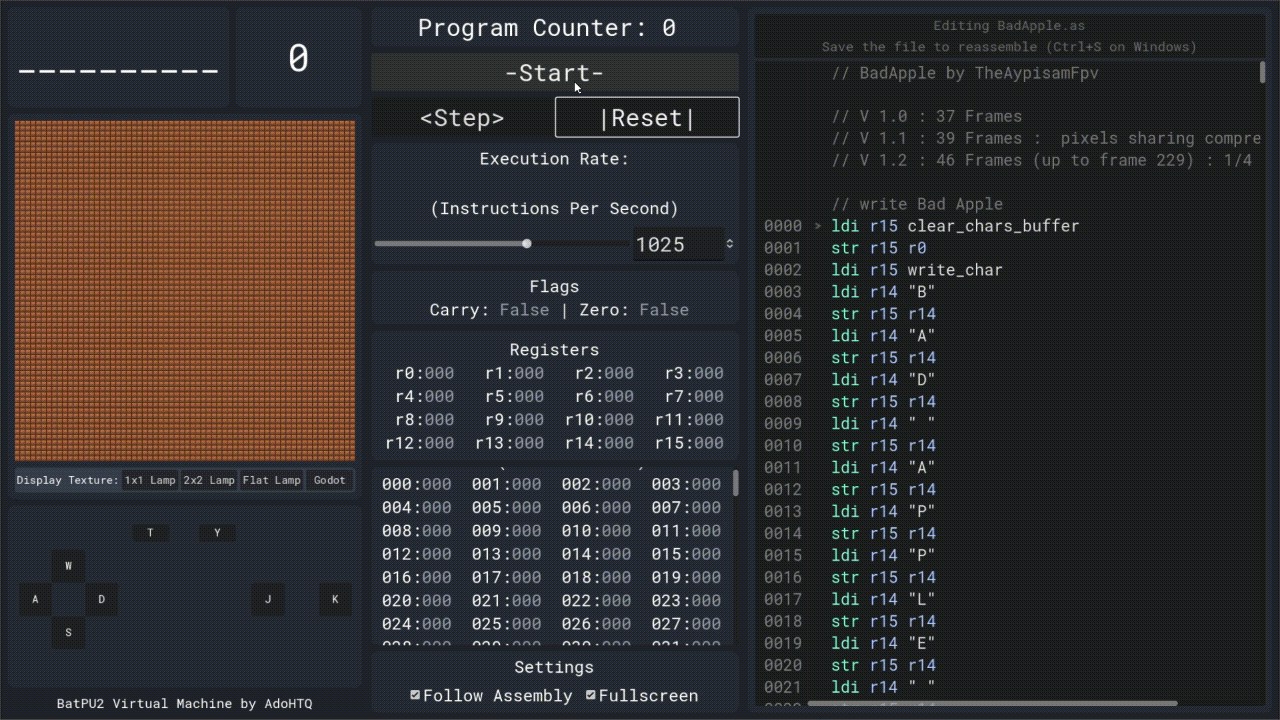 __________
0
Display Texture: 1x1 Lamp 2x2 Lamp Flat Lamp Godot
T Y
W
A D J K
S
BatPU2 Virtual Machine by AdoHTQ
Program Counter: 0
-Start-
<Step> |Reset|
Execution Rate:
(Instructions Per Second)
1025
Flags
Carry: False | Zero: False
Registers
r0:000 r1:000 r2:000 r3:000
r4:000 r5:000 r6:000 r7:000
r8:000 r9:000 r10:000 r11:000
r12:000 r13:000 r14:000 r15:000
000:000 001:000 002:000 003:000
004:000 005:000 006:000 007:000
008:000 009:000 010:000 011:000
012:000 013:000 014:000 015:000
016:000 017:000 018:000 019:000
020:000 021:000 022:000 023:000
024:000 025:000 026:000 027:000
Settings
Follow Assembly Fullscreen
Editing BadApple.as
Save the file to reassemble (Ctrl+S on Windows)
// BadApple by TheAypisamFpv
// V 1.0 : 37 Frames
// V 1.1 : 39 Frames :  pixels sharing compre
// V 1.2 : 46 Frames (up to frame 229) : 1/4
// write Bad Apple
0000 > ldi r15 clear_chars_buffer
0001 str r15 r0
0002 ldi r15 write_char
0003 ldi r14 "B"
0004 str r15 r14
0005 ldi r14 "A"
0006 str r15 r14
0007 ldi r14 "D"
0008 str r15 r14
0009 ldi r14 " "
0010 str r15 r14
0011 ldi r14 "A"
0012 str r15 r14
0013 ldi r14 "P"
0014 str r15 r14
0015 ldi r14 "P"
0016 str r15 r14
0017 ldi r14 "L"
0018 str r15 r14
0019 ldi r14 "E"
0020 str r15 r14
0021 ldi r14 " "